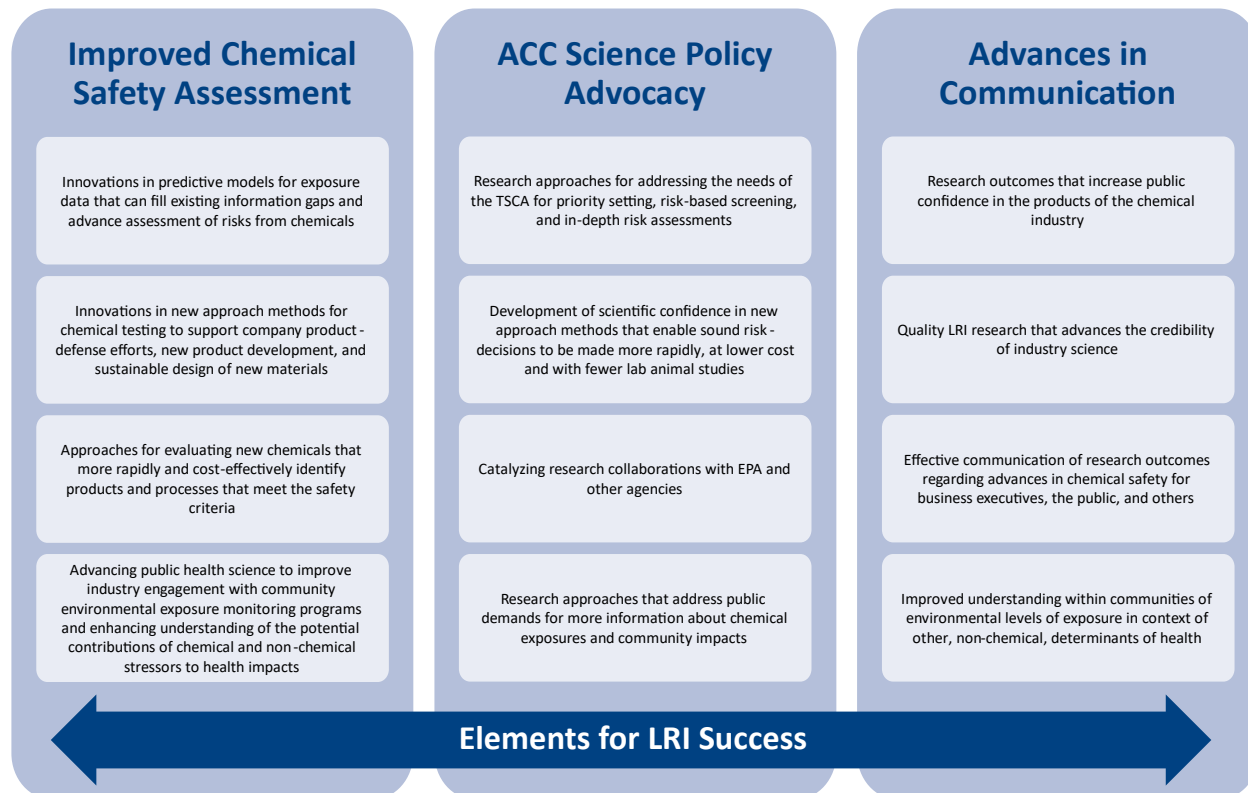 Improved Chemical
Safety Assessment
Innovations in predictive models for exposure
data that can fill existing information gaps and
advance assessment of risks from chemicals
Innovations in new approach methods for
chemical testing to support company product-
defense efforts, new product development, and
sustainable design of new materials
Approaches for evaluating new chemicals that
more rapidly and cost-effectively identify
products and processes that meet the safety
criteria
Advancing public health science to improve
industry engagement with community
environmental exposure monitoring programs
and enhancing understanding of the potential
contributions of chemical and non-chemical
stressors to health impacts
ACC Science Policy
Advocacy
Research approaches for addressing the needs of
the TSCA for priority setting, risk-based screening,
and in-depth risk assessments
Development of scientific confidence in new
approach methods that enable sound risk-
decisions to be made more rapidly, at lower cost
and with fewer lab animal studies
Catalyzing research collaborations with EPA and
other agencies
Research approaches that address public
demands for more information about chemical
exposures and community impacts
Advances in
Communication
Research outcomes that increase public
confidence in the products of the chemical
industry
Quality LRI research that advances the credibility
of industry science
Effective communication of research outcomes
regarding advances in chemical safety for
business executives, the public, and others
Improved understanding within communities of
environmental levels of exposure in context of
other, non-chemical, determinants of health
Elements for LRI Success